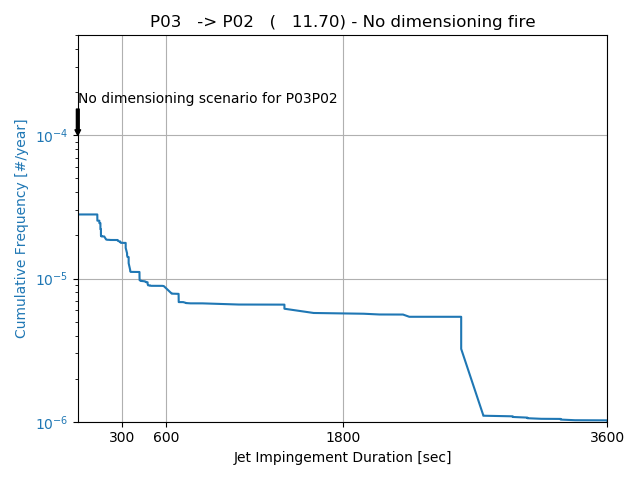 P03   -> P02   (   11.70) - No dimensioning fire
No dimensioning scenario for P03P02
Cumulative Frequency [#/year]
10⁻⁴
10⁻⁵
10⁻⁶
300 600 1800 3600
Jet Impingement Duration [sec]